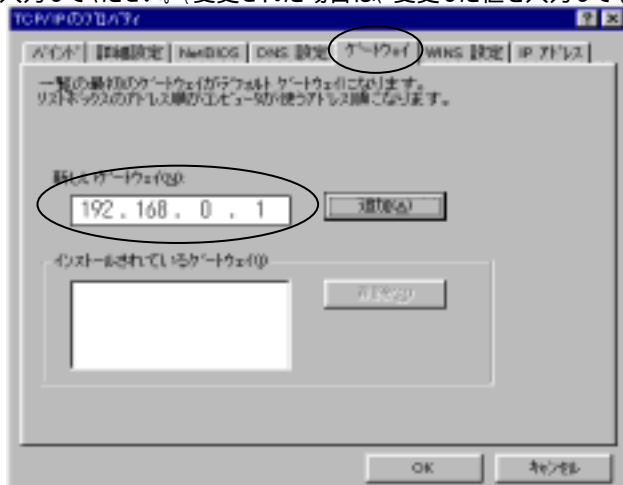 入力してください。(変更された場合は、変更した値を入力して
TCP/IPのプロパティ
バインド 詳細設定 NetBIOS DNS 設定 ゲートウェイ WINS 設定 IP アドレス
一覧の最初のゲートウェイがデフォルト ゲートウェイになります。
リストボックスのアドレス順がコンピュータが使うアドレス順になります。
新しいゲートウェイ(N):
192 . 168 . 0 . 1 追加(A)
インストールされているゲートウェイ(I)
OK キャンセル